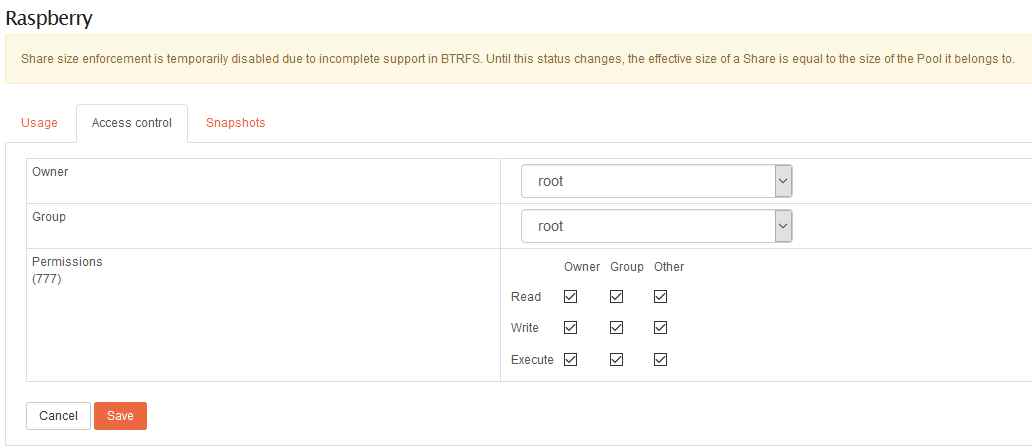 Raspberry
Share size enforcement is temporarily disabled due to incomplete support in BTRFS. Until this status changes, the effective size of a Share is equal to the size of the Pool it belongs to.
Usage
Access control
Snapshots
Owner
root
Group
root
Permissions
(777)
Owner Group Other
Read
Write
Execute
Cancel
Save